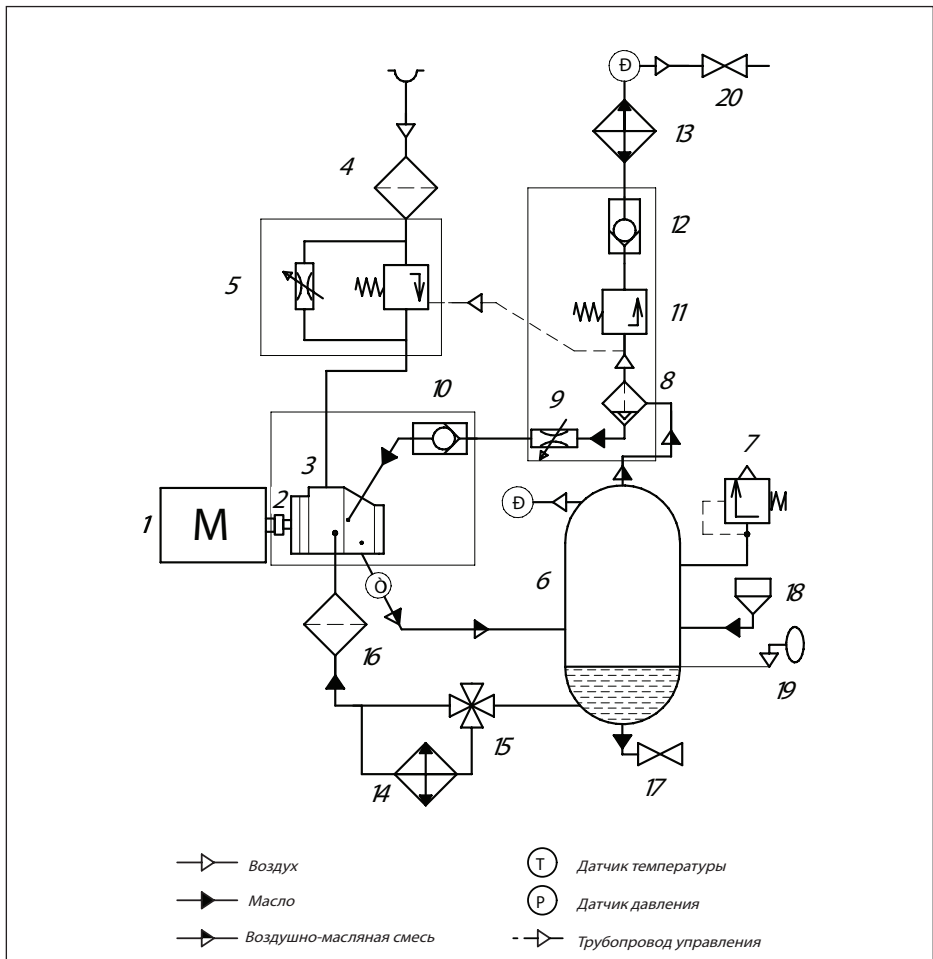 Đ
20
13
4
12
5
11
8
10
9
7
3
2
1
М
Đ
6
18
Ò
16
19
15
14
17
Воздух
Т
Датчик температуры
Масло
Р
Датчик давления
Воздушно-масляная смесь
Трубопровод управления